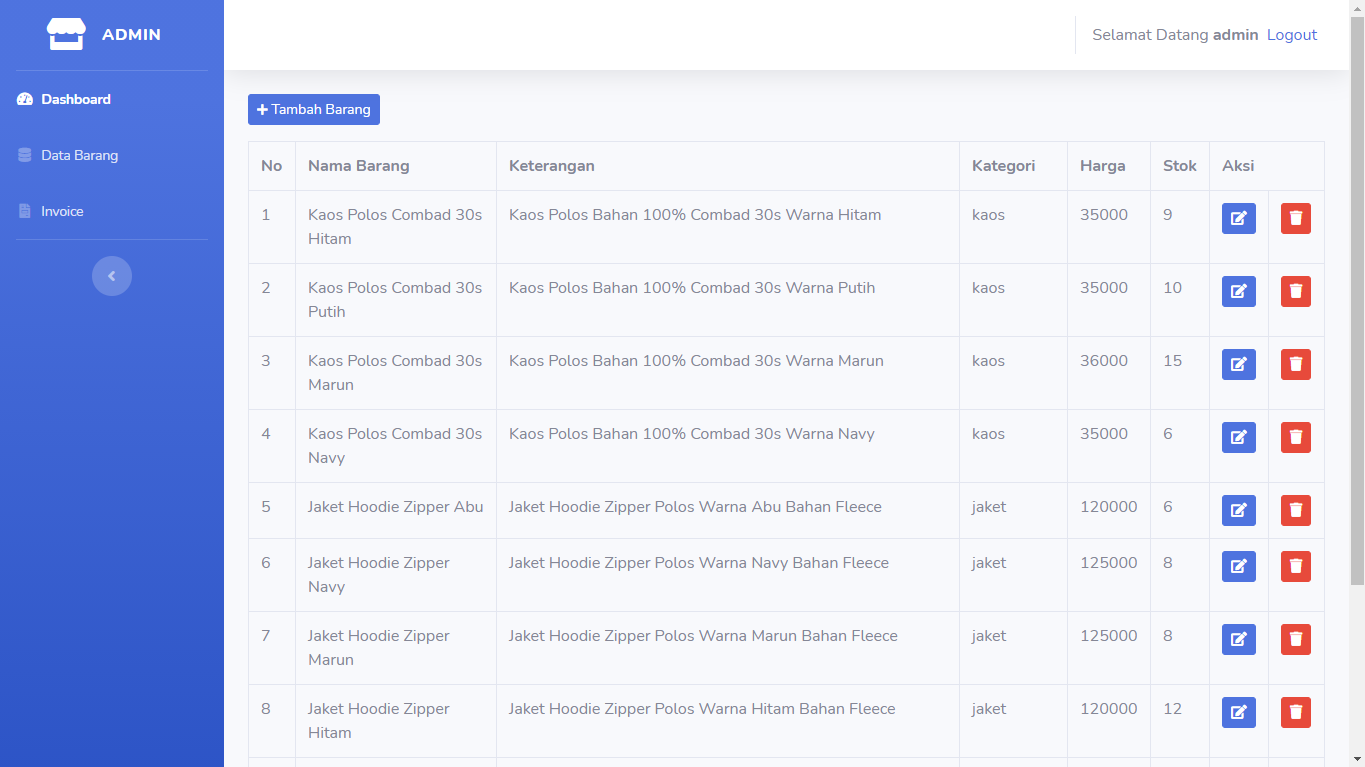 ADMIN
Selamat Datang admin Logout
Dashboard
Data Barang
Invoice
Tambah Barang
No Nama Barang Keterangan Kategori Harga Stok Aksi
1 Kaos Polos Combad 30s Kaos Polos Bahan 100% Combad 30s Warna Hitam kaos 35000 9
Hitam
2 Kaos Polos Combad 30s Kaos Polos Bahan 100% Combad 30s Warna Putih kaos 35000 10
Putih
3 Kaos Polos Combad 30s Kaos Polos Bahan 100% Combad 30s Warna Marun kaos 36000 15
Marun
4 Kaos Polos Combad 30s Kaos Polos Bahan 100% Combad 30s Warna Navy kaos 35000 6
Navy
5 Jaket Hoodie Zipper Abu Jaket Hoodie Zipper Polos Warna Abu Bahan Fleece jaket 120000 6
6 Jaket Hoodie Zipper Jaket Hoodie Zipper Polos Warna Navy Bahan Fleece jaket 125000 8
Navy
7 Jaket Hoodie Zipper Jaket Hoodie Zipper Polos Warna Marun Bahan Fleece jaket 125000 8
Marun
8 Jaket Hoodie Zipper Jaket Hoodie Zipper Polos Warna Hitam Bahan Fleece jaket 120000 12
Hitam